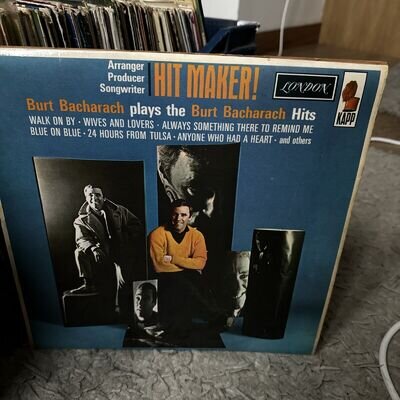 Arranger
Producer
Songwriter
HIT MAKER!
LONDON
KAPP
Burt Bacharach plays the Burt Bacharach Hits
WALK ON BY · WIVES AND LOVERS · ALWAYS SOMETHING THERE TO REMIND ME
BLUE ON BLUE · 24 HOURS FROM TULSA · ANYONE WHO HAD A HEART · and others